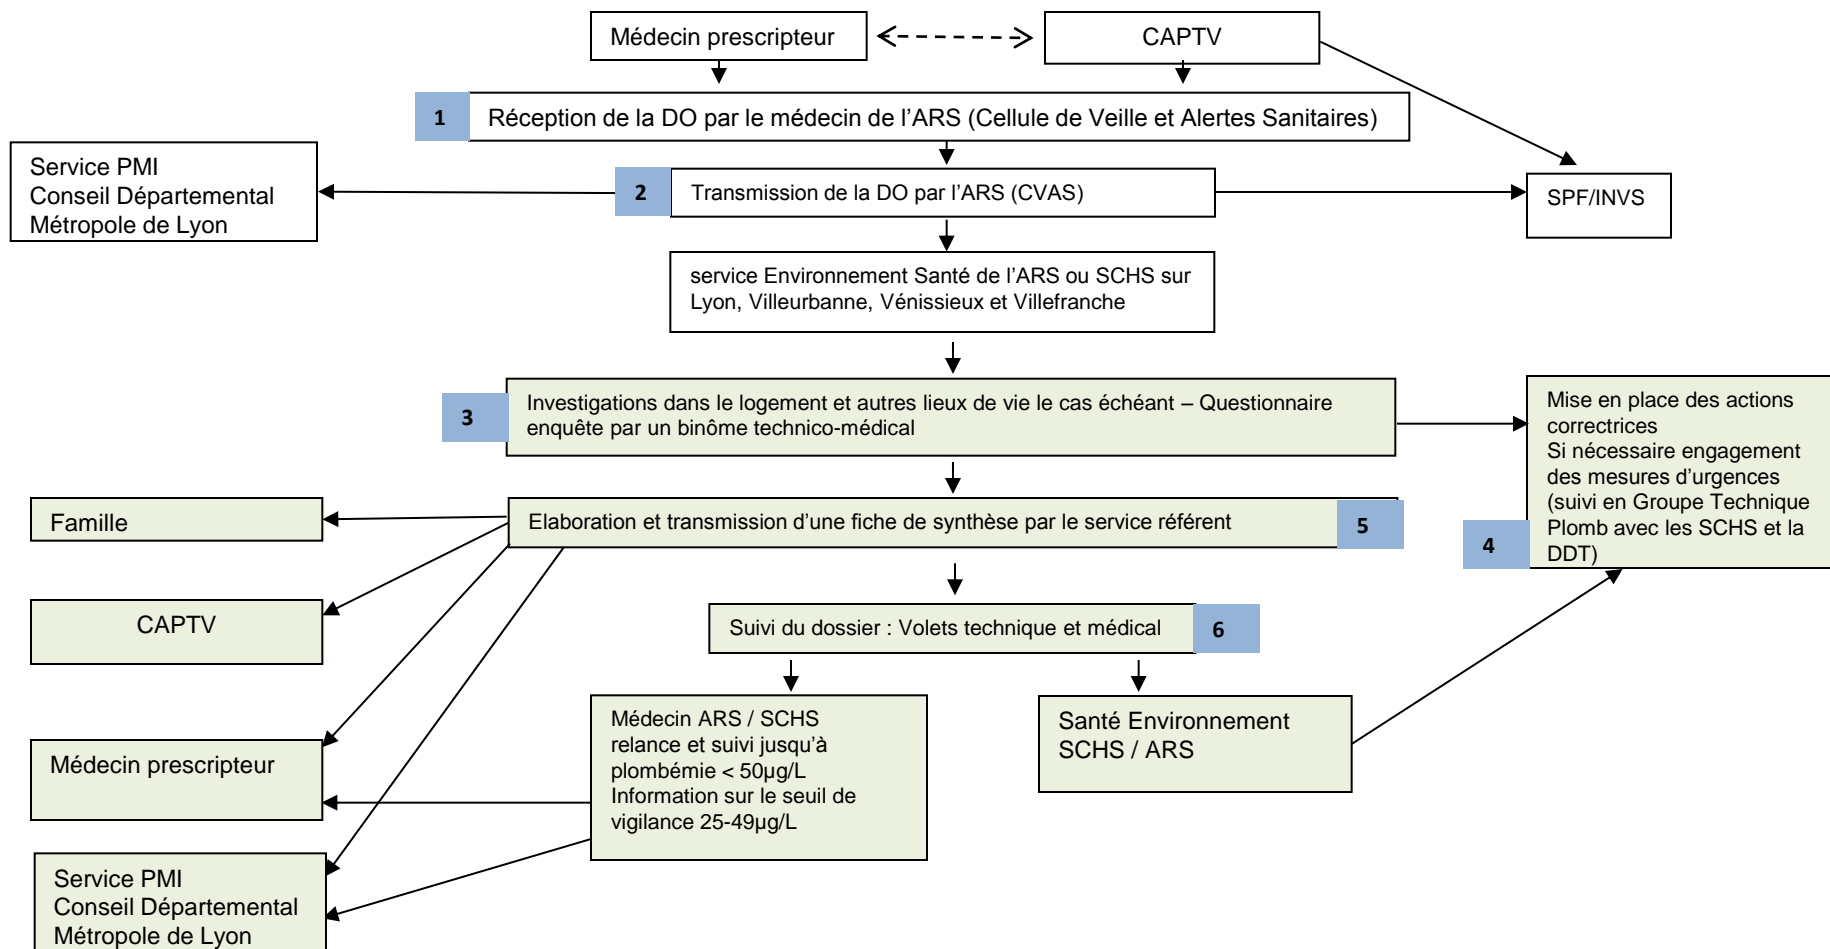 Médecin prescripteur
CAPTV
1
Réception de la DO par le médecin de l’ARS (Cellule de Veille et Alertes Sanitaires)
Service PMI
Conseil Départemental
Métropole de Lyon
2
Transmission de la DO par l’ARS (CVAS)
SPF/INVS
service Environnement Santé de l’ARS ou SCHS sur
Lyon, Villeurbanne, Vénissieux et Villefranche
3
Investigations dans le logement et autres lieux de vie le cas échéant – Questionnaire
enquête par un binôme technico-médical
Mise en place des actions
correctrices
Si nécessaire engagement
des mesures d’urgences
(suivi en Groupe Technique
Plomb avec les SCHS et la
DDT)
4
Famille
Elaboration et transmission d’une fiche de synthèse par le service référent
5
CAPTV
Suivi du dossier : Volets technique et médical
6
Médecin prescripteur
Médecin ARS / SCHS
relance et suivi jusqu’à
plombémie < 50µg/L
Information sur le seuil de
vigilance 25-49µg/L
Santé Environnement
SCHS / ARS
Service PMI
Conseil Départemental
Métropole de Lyon